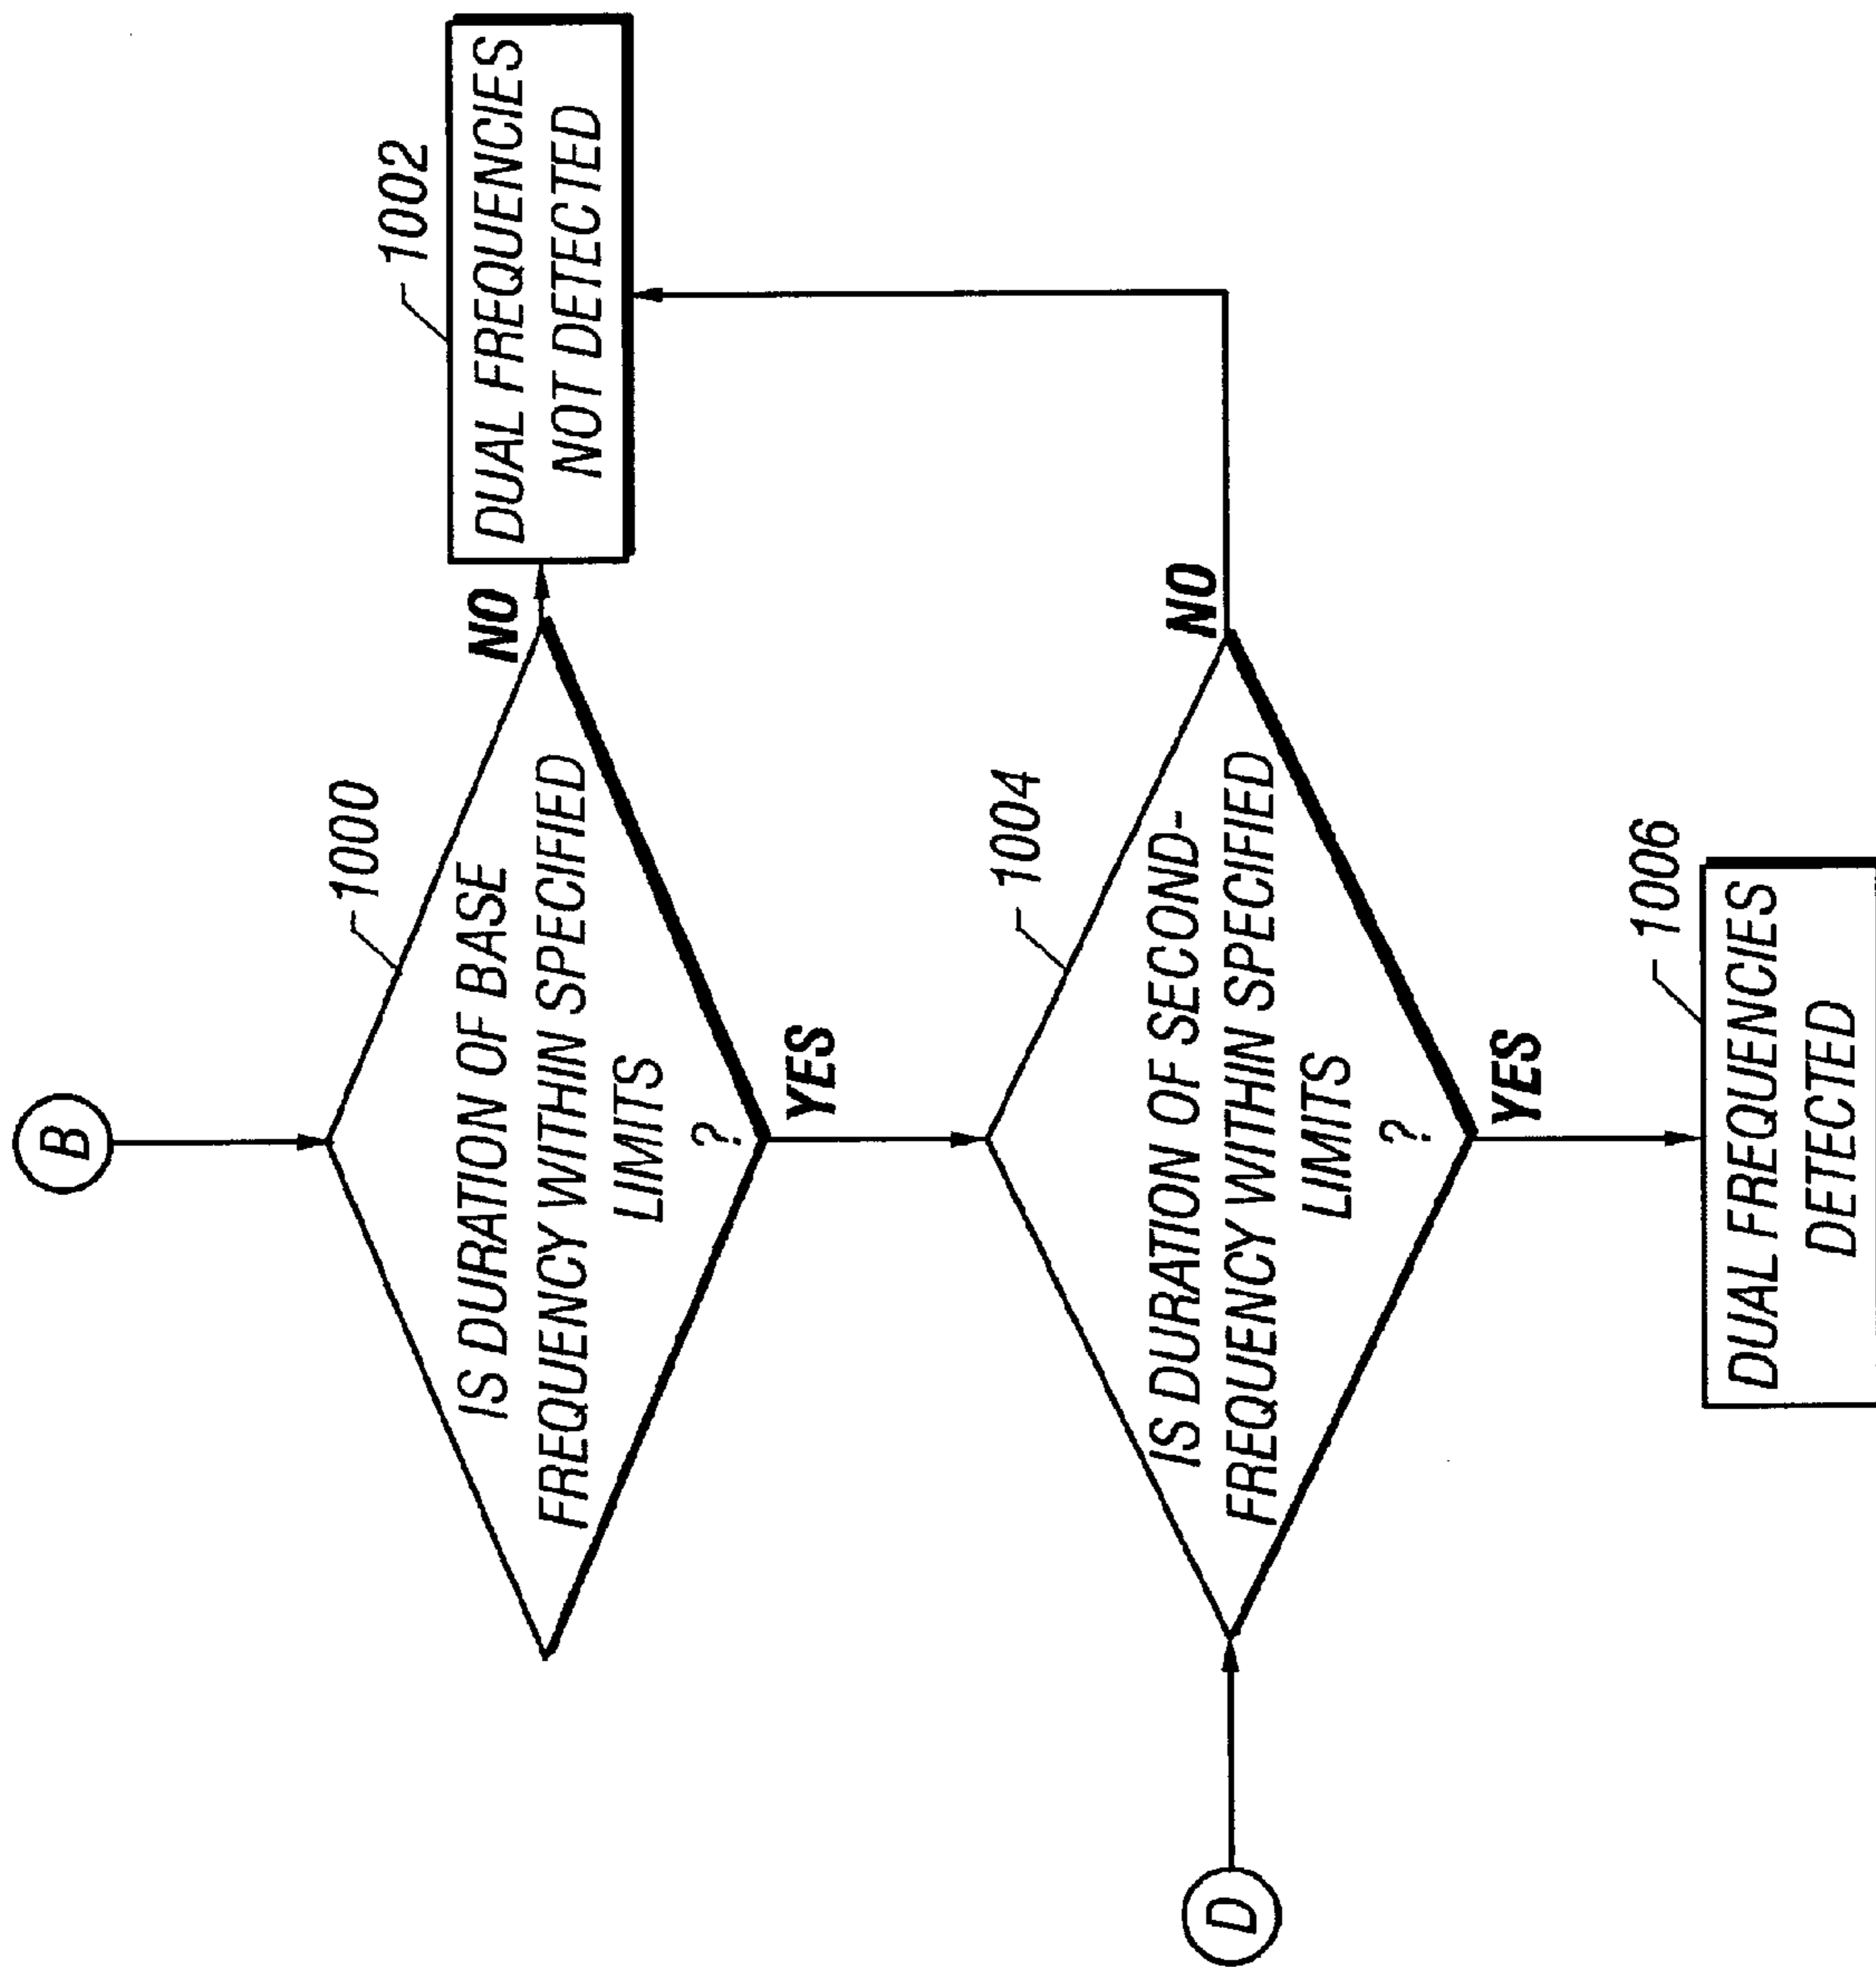 B
1000
IS DURATION OF BASE
FREQUENCY WITHIN SPECIFIED
LIMITS
?
NO
1002
DUAL FREQUENCIES
NOT DETECTED
YES
D
1004
IS DURATION OF SECOND-
FREQUENCY WITHIN SPECIFIED
LIMITS
?
NO
YES
1006
DUAL FREQUENCIES
DETECTED